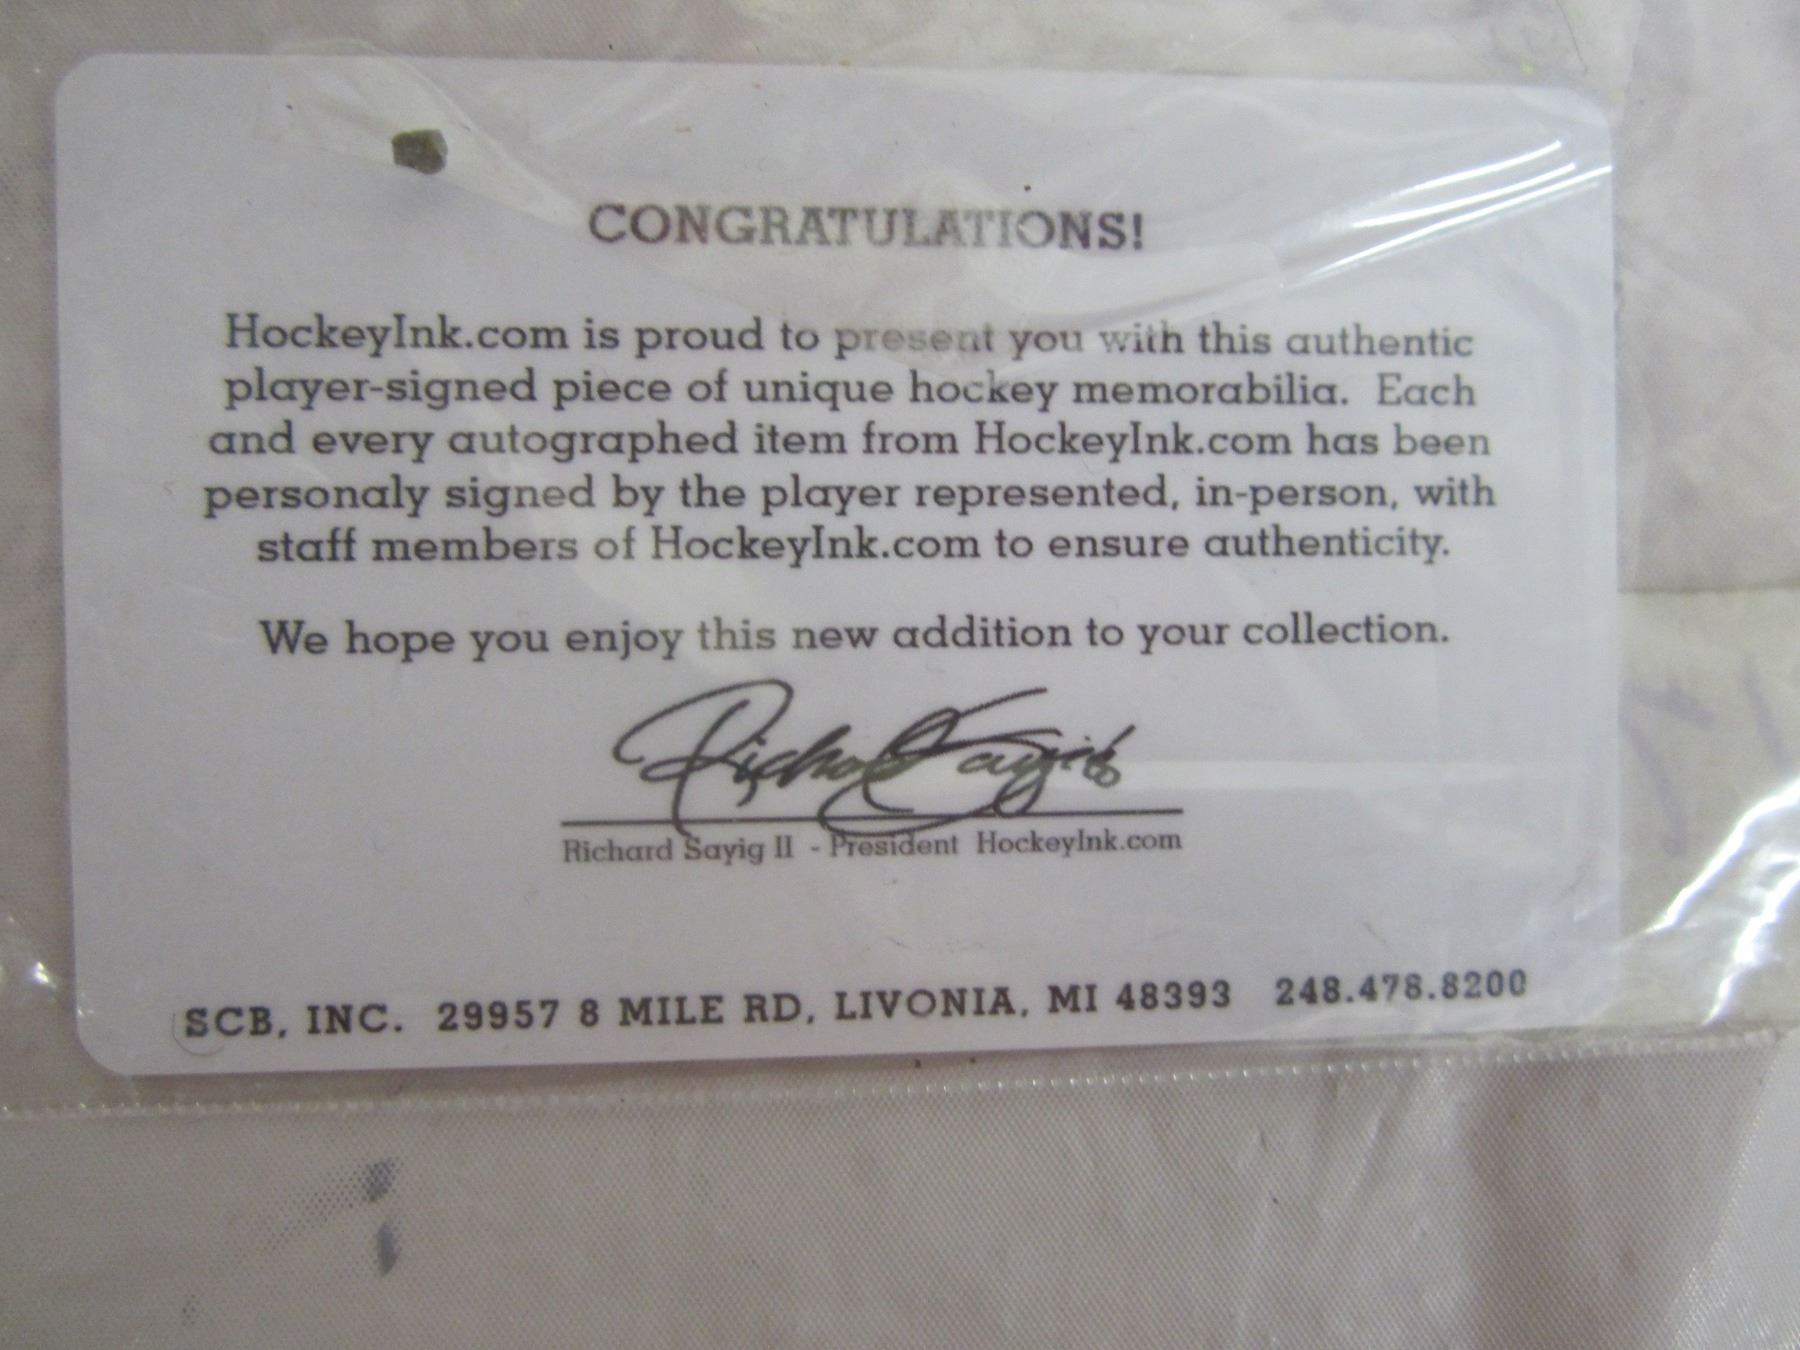 CONGRATULATIONS!
HockeyInk.com is proud to present you with this authentic
player-signed piece of unique hockey memorabilia. Each
and every autographed item from HockeyInk.com has been
personaly signed by the player represented, in-person, with
staff members of HockeyInk.com to ensure authenticity.
We hope you enjoy this new addition to your collection.
Richard Sayig
Richard Sayig II - President HockeyInk.com
SCB, INC. 29957 8 MILE RD, LIVONIA, MI 48393 248.478.8200